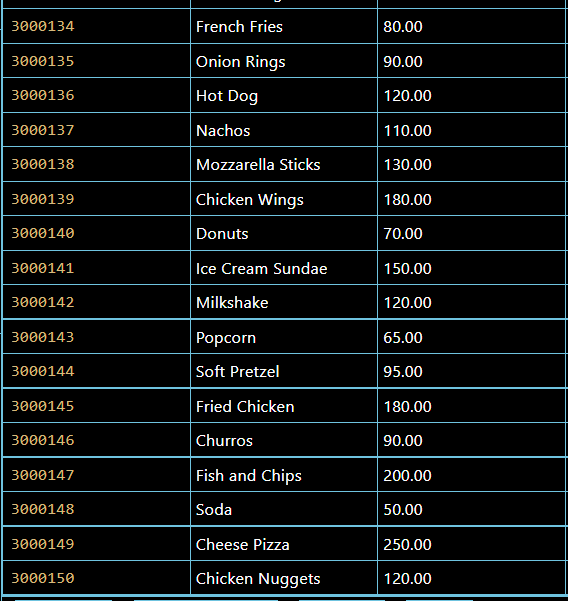 3000134 French Fries 80.00
3000135 Onion Rings 90.00
3000136 Hot Dog 120.00
3000137 Nachos 110.00
3000138 Mozzarella Sticks 130.00
3000139 Chicken Wings 180.00
3000140 Donuts 70.00
3000141 Ice Cream Sundae 150.00
3000142 Milkshake 120.00
3000143 Popcorn 65.00
3000144 Soft Pretzel 95.00
3000145 Fried Chicken 180.00
3000146 Churros 90.00
3000147 Fish and Chips 200.00
3000148 Soda 50.00
3000149 Cheese Pizza 250.00
3000150 Chicken Nuggets 120.00